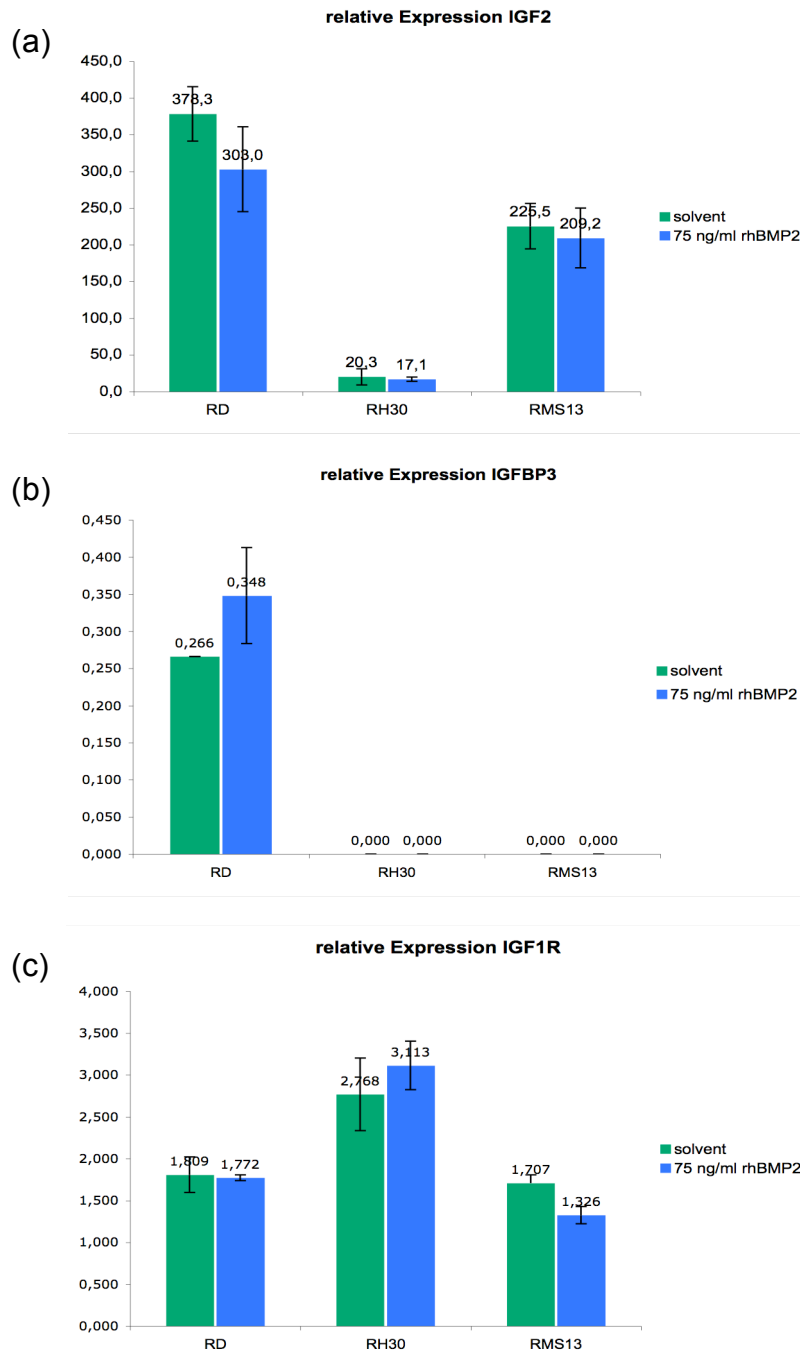 relative Expression IGF2
(a)
450,0
400,0
378,3
350,0
303,0
300,0
250,0
225,5
209,2
200,0
150,0
100,0
50,0
20,3
17,1
0,0
RD
RH30
RMS13
solvent
75 ng/ml rhBMP2
relative Expression IGFBP3
(b)
0,450
0,400
0,350
0,348
0,300
0,266
0,250
0,200
0,150
0,100
0,050
0,000
0,000 0,000
0,000 0,000
RD
RH30
RMS13
solvent
75 ng/ml rhBMP2
relative Expression IGF1R
(c)
4,000
3,500
3,113
3,000
2,768
2,500
2,000
1,809
1,772
1,707
1,500
1,326
1,000
0,500
0,000
RD
RH30
RMS13
solvent
75 ng/ml rhBMP2